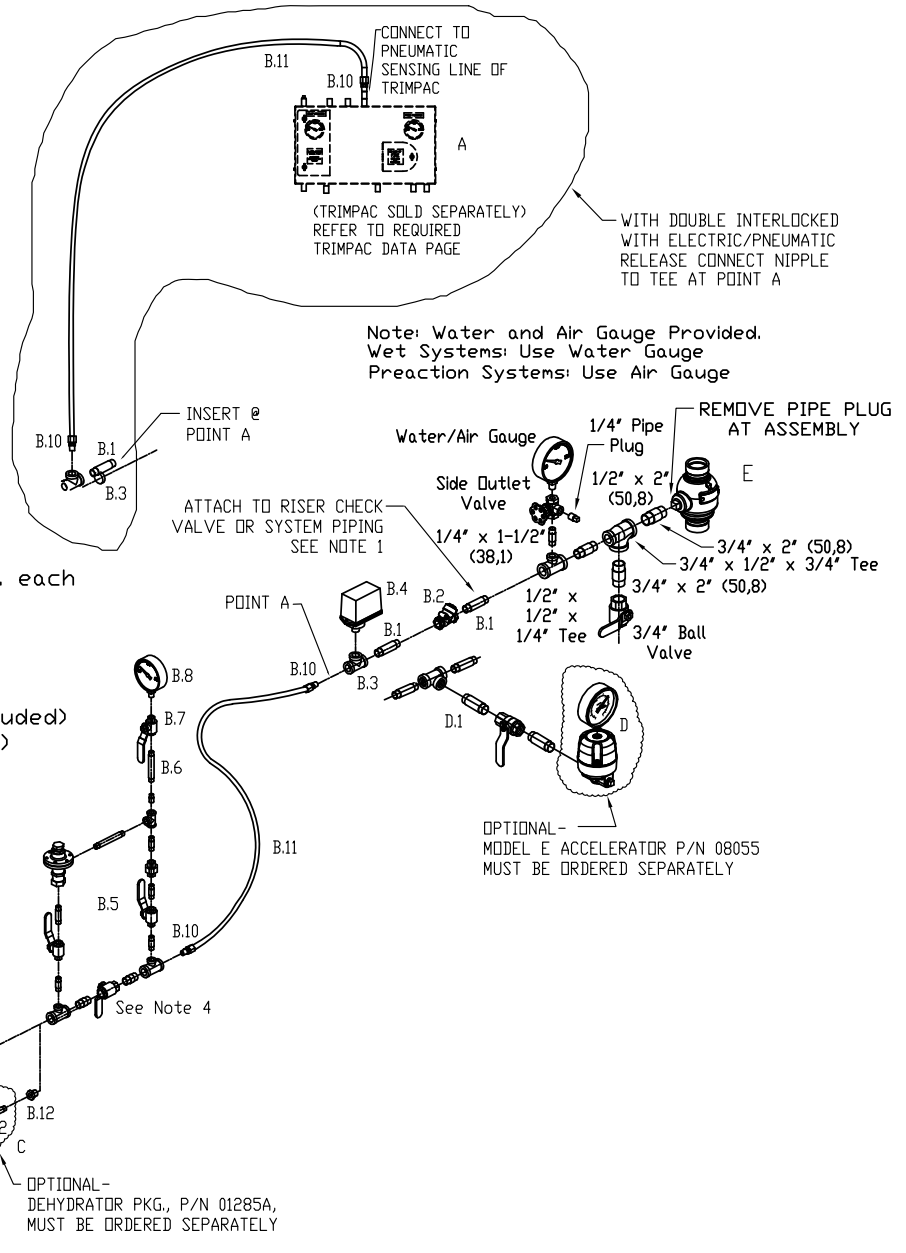 CONNECT TO
PNEUMATIC
SENSING LINE OF
TRIMPAC
B.11
B.10
A
(TRIMPAC SOLD SEPARATELY)
REFER TO REQUIRED
TRIMPAC DATA PAGE
WITH DOUBLE INTERLOCKED
WITH ELECTRIC/PNEUMATIC
RELEASE CONNECT NIPPLE
TO TEE AT POINT A
Note: Water and Air Gauge Provided.
Wet Systems: Use Water Gauge
Preaction Systems: Use Air Gauge
INSERT @
POINT A
B.10
B.1
B.3
REMOVE PIPE PLUG
AT ASSEMBLY
E
Water/Air Gauge
1/4" Pipe
Plug
Side Outlet
Valve
1/2" x 2"
(50,8)
ATTACH TO RISER CHECK
VALVE OR SYSTEM PIPING
SEE NOTE 1
1/4" x 1-1/2"
(38,1)
3/4" x 2" (50,8)
3/4" x 1/2" x 3/4" Tee
3/4" x 2" (50,8)
1/2" x
1/2" x
1/4" Tee
3/4" Ball
Valve
. each
POINT A
B.4
B.2
B.1
B.1
B.10
B.3
B.8
uded)
)
B.7
B.6
D.1
D
OPTIONAL-
MODEL E ACCELERATOR P/N 08055
MUST BE ORDERED SEPARATELY
B.11
B.5
B.10
See Note 4
B.12
2
C
OPTIONAL-
DEHYDRATOR PKG., P/N 01285A,
MUST BE ORDERED SEPARATELY